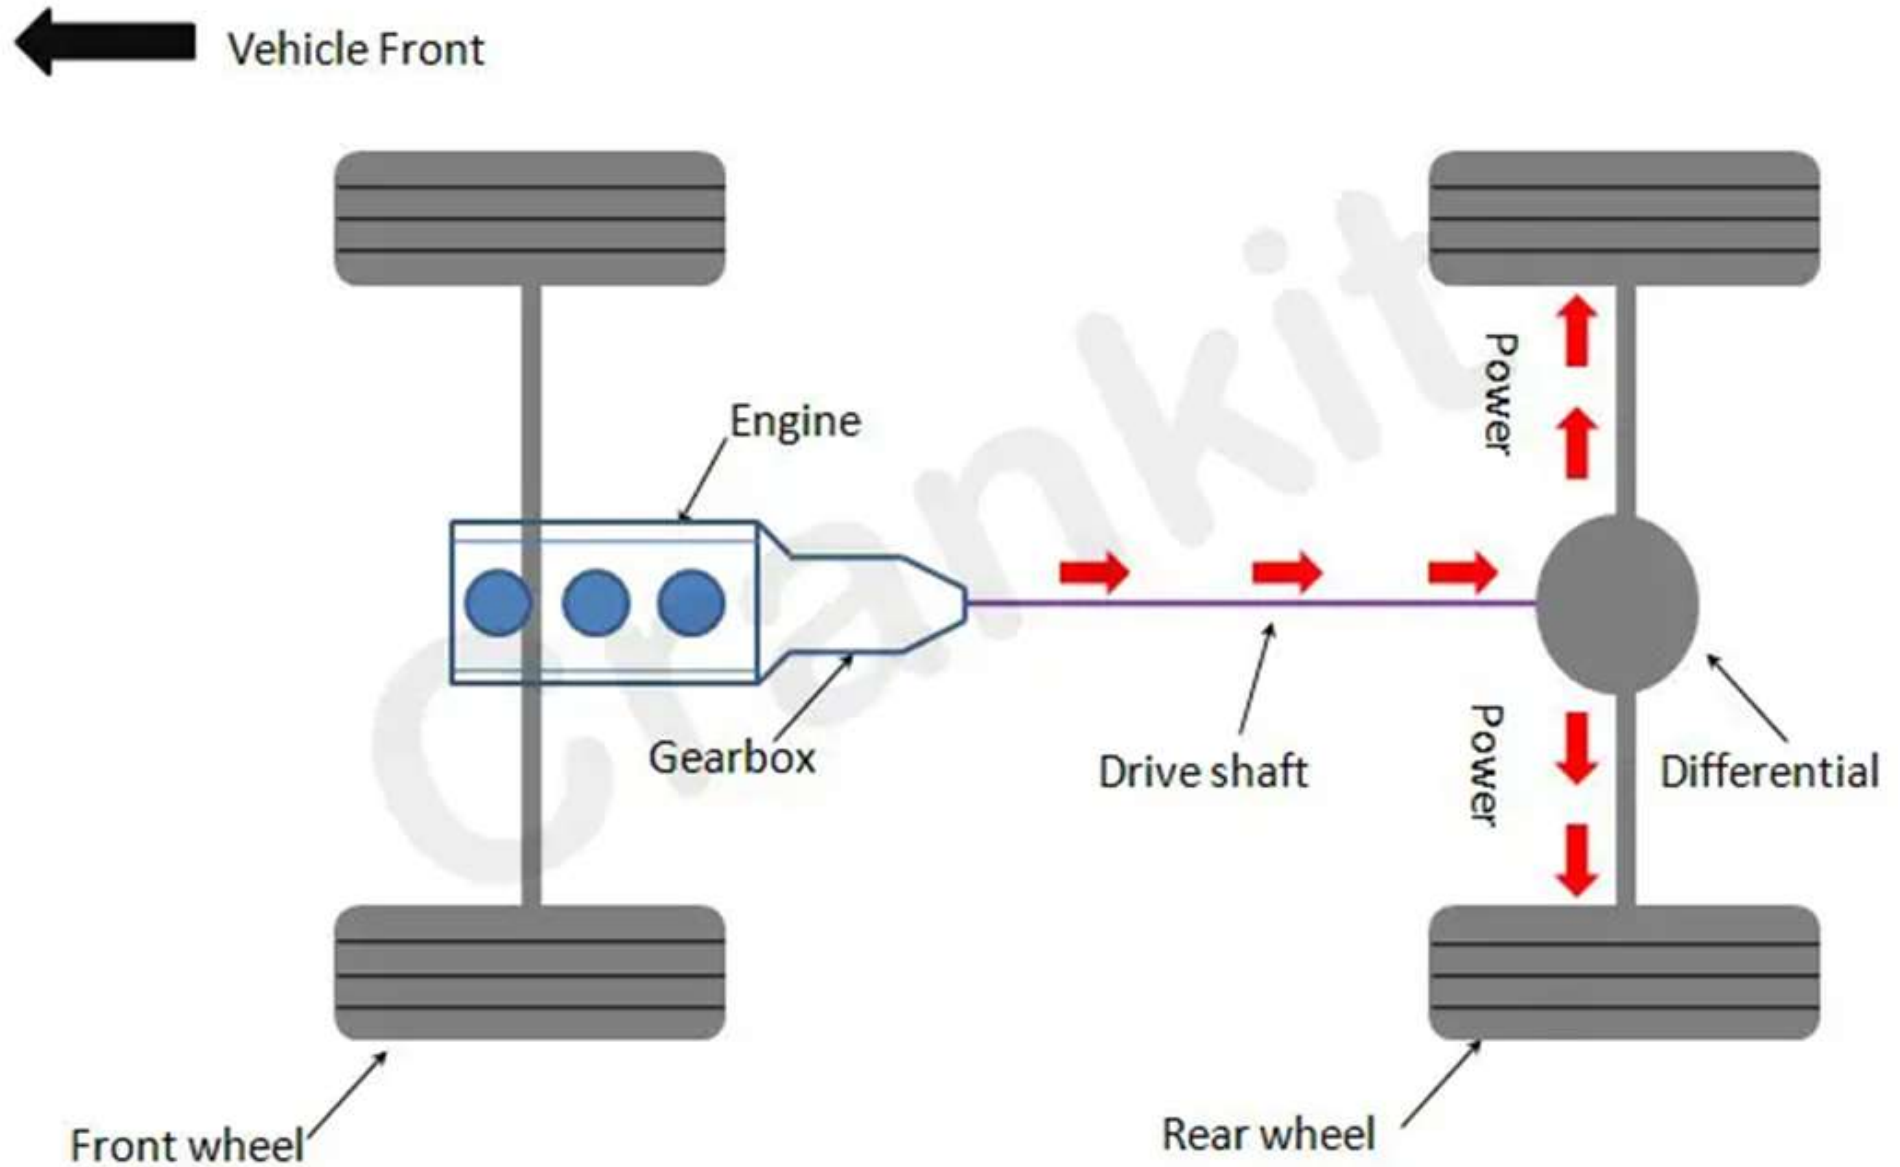 Vehicle Front
Engine
Power
Gearbox
Drive shaft
Power
Differential
Front wheel
Rear wheel
Crankit